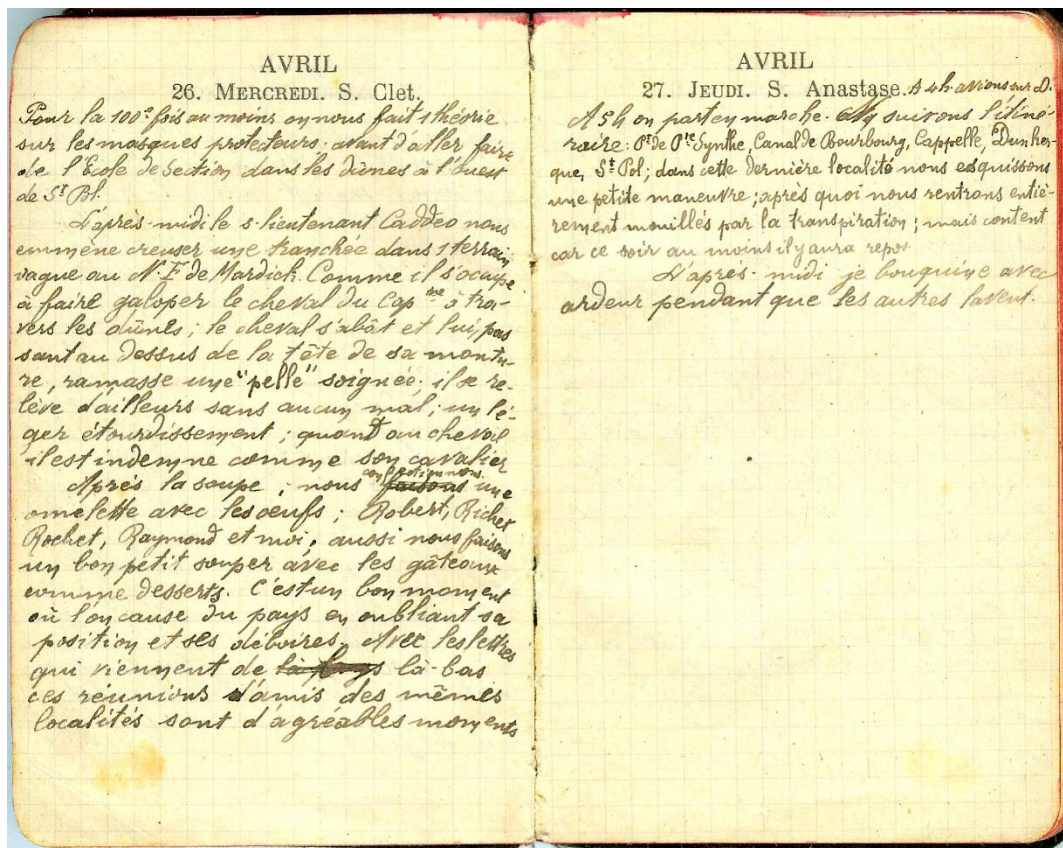 AVRIL
26. MERCREDI. S. Clet.
Pour la 100e fois au moins on nous fait 1 théorie
sur les masques protecteurs avant d'aller faire
de l'Ecole de Section dans les dûnes à l'ouest
de St Pol.
L'après-midi le s-lieutenant Caddeo nous
emmène creuser une tranchée dans 1 terrain
vague au N.E de Mardick. Comme il s'occupe
à faire galoper le cheval du Cap ne à tra-
vers les dûnes; le cheval s'abât et lui, pas
sant au dessus de la tête de sa montu-
re, ramasse une "pelle" soignée. il se re-
lève d'ailleurs sans aucun mal; un lé-
ger étourdissement; quant au cheval
il est indemne comme son cavalier
Après la soupe, nous faisons confectionnons une
omelette avec les oeufs; Robert, Richet
Rochet, Raymond et moi, aussi nous faisons
un bon petit souper avec les gâteaux
comme desserts. C'est un bon moment
où l'on cause du pays en oubliant sa
position et ses déboires. Avec les lettres
qui viennent de là-bas
ces réunions d'amis des mêmes
localités sont d'agréables moments
AVRIL
27. JEUDI. S. Anastase. A 4h avions sur D.
A 5h on part en marche. suivons l'itiné-
raire: Pt de Pte Synthe, Canal de Bourbourg, Cappelle, Dunker-
que, St Pol; dans cette dernière localité nous esquissons
une petite maneuvre; après quoi nous rentrons entiè-
rement mouillés par la transpiration; mais content
car ce soir au moins il y aura repos.
L'après-midi je bouquine avec
ardeur pendant que les autres lavent.